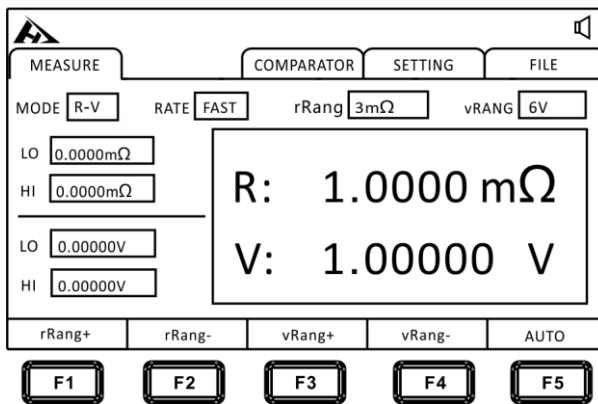 MEASURE COMPARATOR SETTING FILE
MODE R-V RATE FAST rRang 3mΩ vRANG 6V
LO 0.0000mΩ
HI 0.0000mΩ
R: 1.0000 mΩ
LO 0.00000V
HI 0.00000V
V: 1.00000 V
rRang+ rRang- vRang+ vRang- AUTO
F1 F2 F3 F4 F5